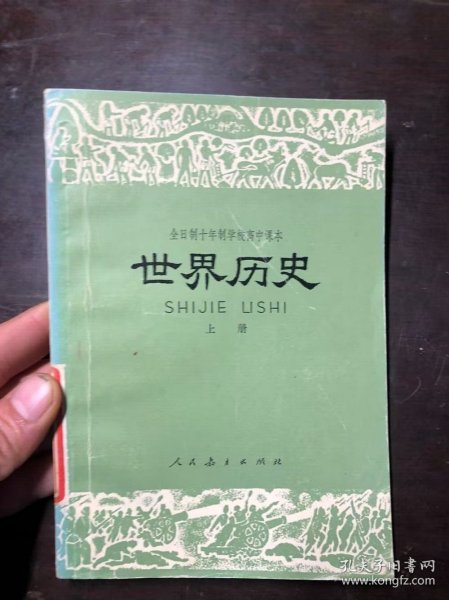 全日制十年制学校高中课本
世界历史
SHIJIE LISHI
上 册
人民教育出版社
孔夫子旧书网
www.kongfz.com